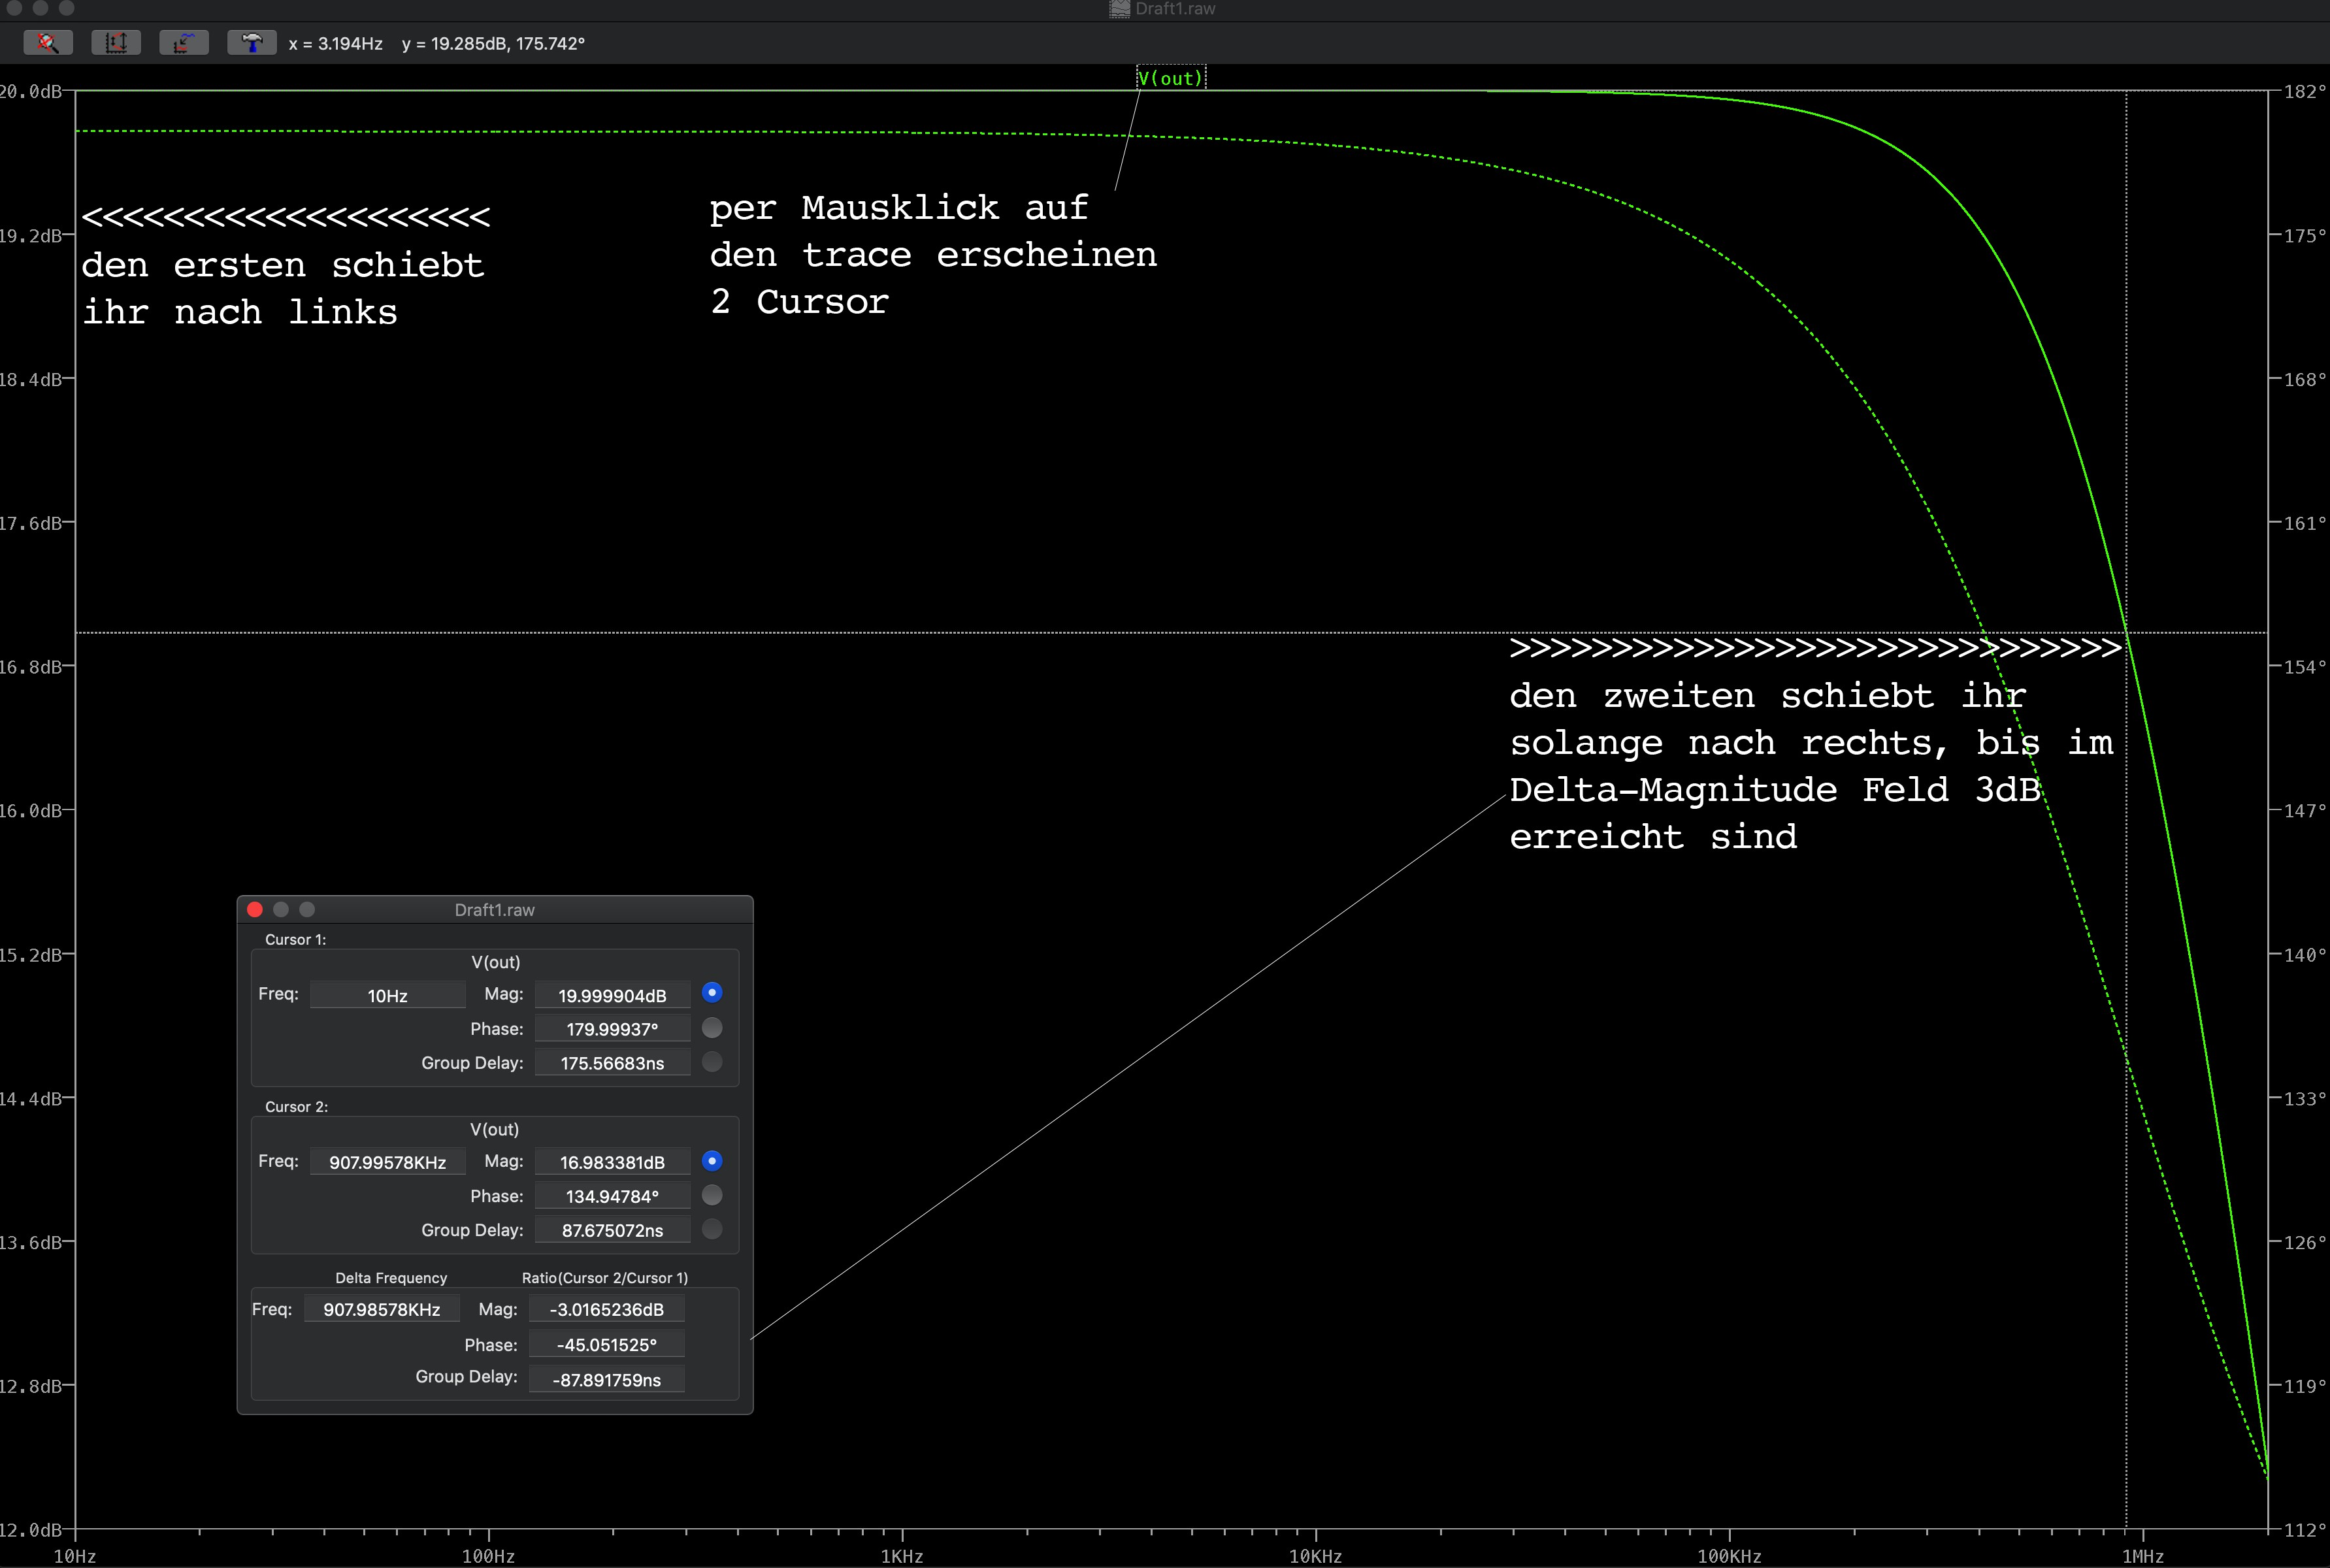 Draft1.raw
x = 3.194Hz y = 19.285dB, 175.742°
V(out)
20.0dB
19.2dB
18.4dB
17.6dB
16.8dB
16.0dB
15.2dB
14.4dB
13.6dB
12.8dB
12.0dB
182°
175°
168°
161°
154°
147°
140°
133°
126°
119°
112°
<<<<<<<<<<<<<<<<<<<<
den ersten schiebt
ihr nach links
per Mausklick auf
den trace erscheinen
2 Cursor
>>>>>>>>>>>>>>>>>>>>>>>>>>>>>>
den zweiten schiebt ihr
solange nach rechts, bis im
Delta-Magnitude Feld 3dB
erreicht sind
Draft1.raw
Cursor 1:
V(out)
Freq: 10Hz Mag: 19.999904dB
Phase: 179.99937°
Group Delay: 175.56683ns
Cursor 2:
V(out)
Freq: 907.99578KHz Mag: 16.983381dB
Phase: 134.94784°
Group Delay: 87.675072ns
Delta Frequency Ratio(Cursor 2/Cursor 1)
Freq: 907.98578KHz Mag: -3.0165236dB
Phase: -45.051525°
Group Delay: -87.891759ns
10Hz 100Hz 1KHz 10KHz 100KHz 1MHz